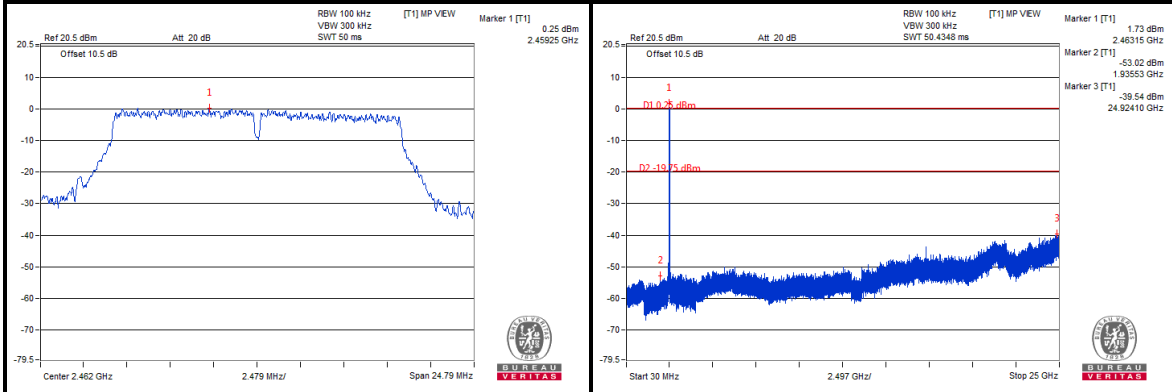 RBW 100 kHz [T1] MP VIEW
VBW 300 kHz
Ref 20.5 dBm Att 20 dB SWT 50 ms
Marker 1 [T1]
0.25 dBm
2.45925 GHz
20.5
Offset 10.5 dB
10
0
-10
-20
-30
-40
-50
-60
-70
-79.5
1
Center 2.462 GHz 2.479 MHz/ Span 24.79 MHz
BUREAU VERITAS
1828
BUREAU
VERITAS
RBW 100 kHz [T1] MP VIEW
VBW 300 kHz
Ref 20.5 dBm Att 20 dB SWT 50.4348 ms
Marker 1 [T1]
1.73 dBm
2.46315 GHz
Marker 2 [T1]
-53.02 dBm
1.93553 GHz
Marker 3 [T1]
-39.54 dBm
24.92410 GHz
20.5
Offset 10.5 dB
10
0
-10
-20
-30
-40
-50
-60
-70
-79.5
1
D1 0.25 dBm
D2 -19.75 dBm
2
3
Start 30 MHz 2.497 GHz/ Stop 25 GHz
BUREAU VERITAS
1828
BUREAU
VERITAS